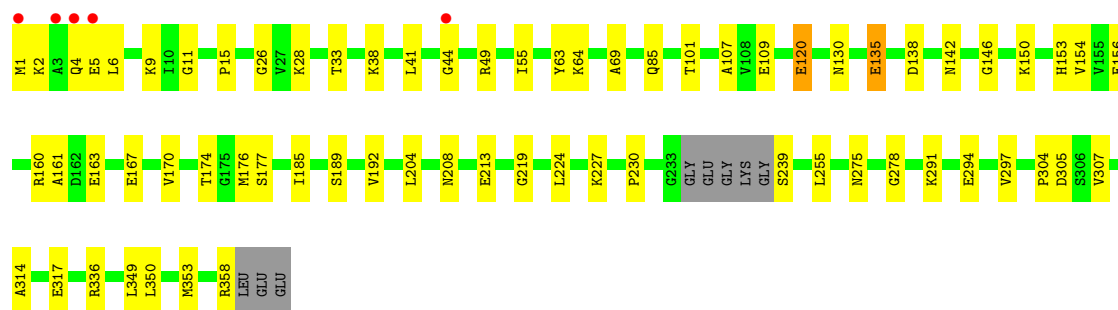 M1 K2 A3 Q4 E5 L6 K9 I10 G11 P15 G26 V27 K28 T33 K38 L41 G44 R49 I55 Y63 K64 A69 Q85 T101 A107 V108 E109 E120 N130 E135 D138 N142 G146 K150 H153 V154 V155 E156
R160 A161 D162 E163 E167 V170 T174 G175 M176 S177 I185 S189 V192 L204 N208 E213 G219 L224 K227 P230 G233 GLY GLU GLY LYS GLY S239 L255 N275 G278 K291 E294 V297 P304 D305 S306 V307
A314 E317 R336 L349 L350 M353 R358 LEU GLU GLU